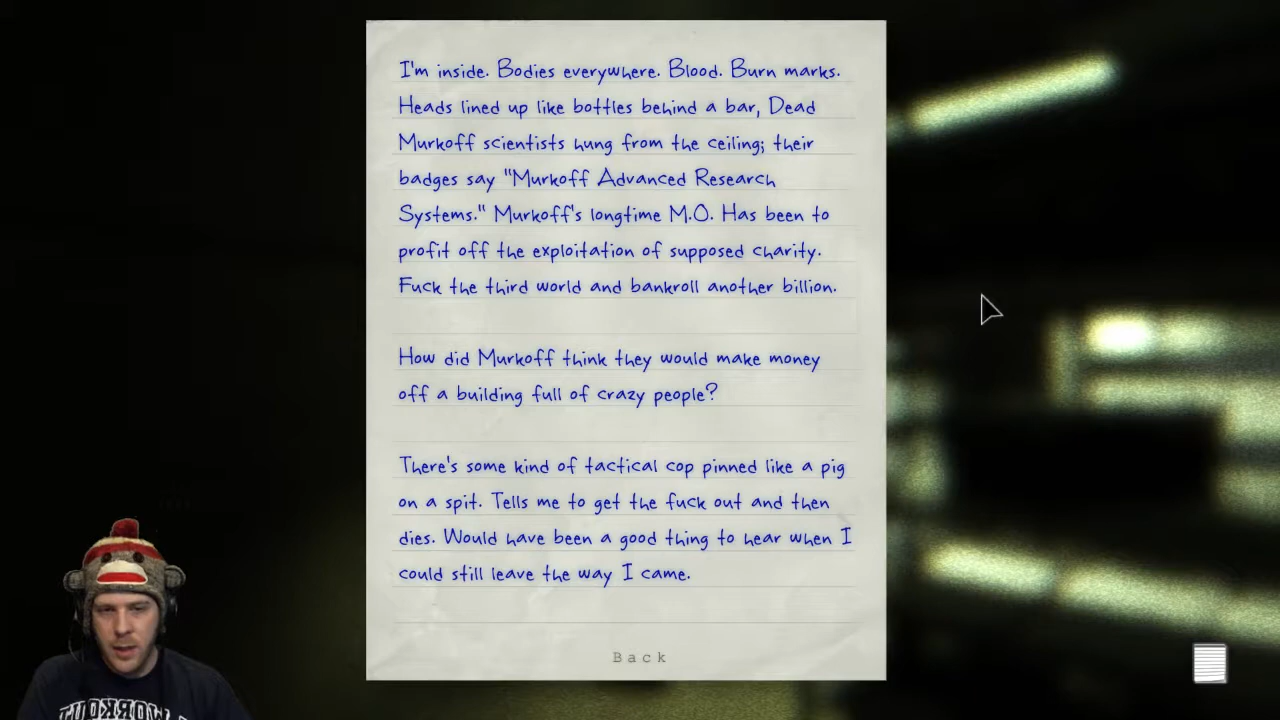 I'm inside. Bodies everywhere. Blood. Burn marks.
Heads lined up like bottles behind a bar, Dead
Murkoff scientists hung from the ceiling; their
badges say "Murkoff Advanced Research
Systems." Murkoff's longtime M.O. Has been to
profit off the exploitation of supposed charity.
Fuck the third world and bankroll another billion.
How did Murkoff think they would make money
off a building full of crazy people?
There's some kind of tactical cop pinned like a pig
on a spit. Tells me to get the fuck out and then
dies. Would have been a good thing to hear when I
could still leave the way I came.
Back
WORKOUT